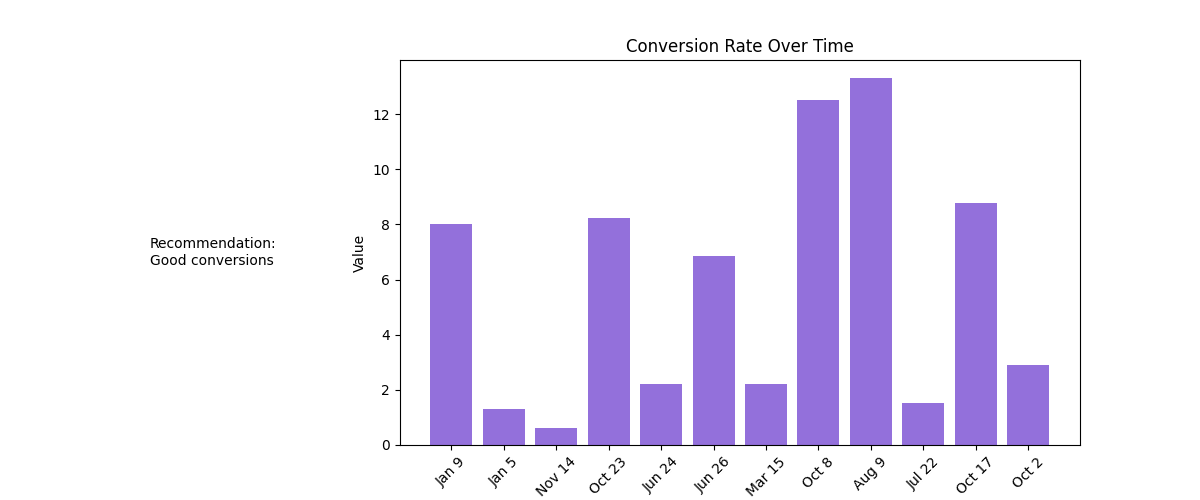 Conversion Rate Over Time
Recommendation:
Good conversions
Value
12
10
8
6
4
2
0
Jan 9
Jan 5
Nov 14
Oct 23
Jun 24
Jun 26
Mar 15
Oct 8
Aug 9
Jul 22
Oct 17
Oct 2